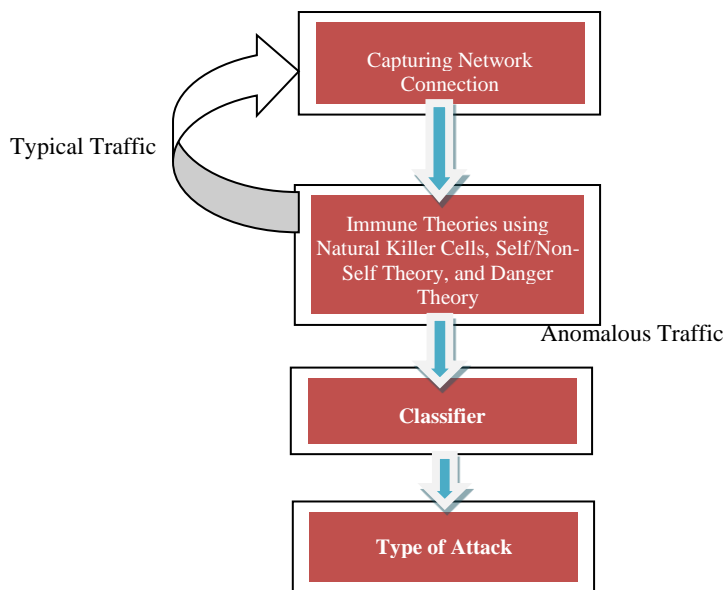 Capturing Network
Connection
Typical Traffic
Immune Theories using
Natural Killer Cells, Self/Non-
Self Theory, and Danger
Theory
Anomalous Traffic
Classifier
Type of Attack